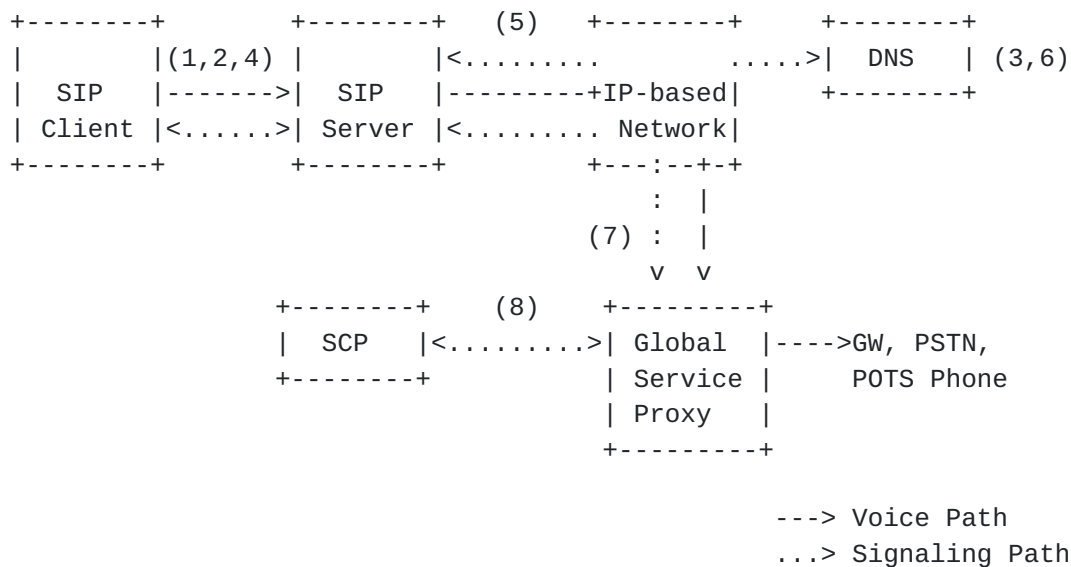 +--------+        +--------+   (5)   +--------+     +--------+
|        |(1,2,4) |        |<.........        .....>|  DNS   | (3,6)
|  SIP   |------->|  SIP   |---------+IP-based|     +--------+
| Client |<......>| Server |<......... Network|
+--------+        +--------+         +---:--+-+
                                         :  |
                                     (7) :  |
                                         v  v
                 +--------+    (8)    +---------+
                 |  SCP   |<.........>| Global  |---->GW, PSTN,
                 +--------+           | Service |     POTS Phone
                                      | Proxy   |
                                      +---------+
                                                 ---> Voice Path
                                                 ...> Signaling Path